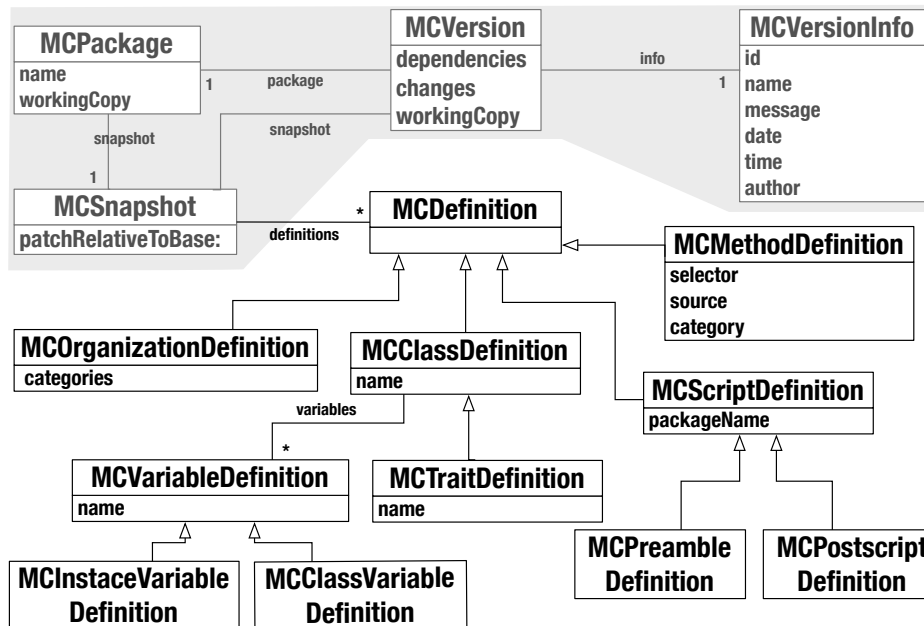 MCPackage
name
workingCopy
1
package
MCVersion
dependencies
changes
workingCopy
info
1
MCVersionInfo
id
name
message
date
time
author
snapshot
1
snapshot
MCSnapshot
patchRelativeToBase:
definitions
*
MCDefinition
MCMethodDefinition
selector
source
category
MCOrganizationDefinition
categories
MCClassDefinition
name
MCScriptDefinition
packageName
variables
*
MCVariableDefinition
name
MCTraitDefinition
name
MCInstaceVariable
Definition
MCClassVariable
Definition
MCPreamble
Definition
MCPostscript
Definition